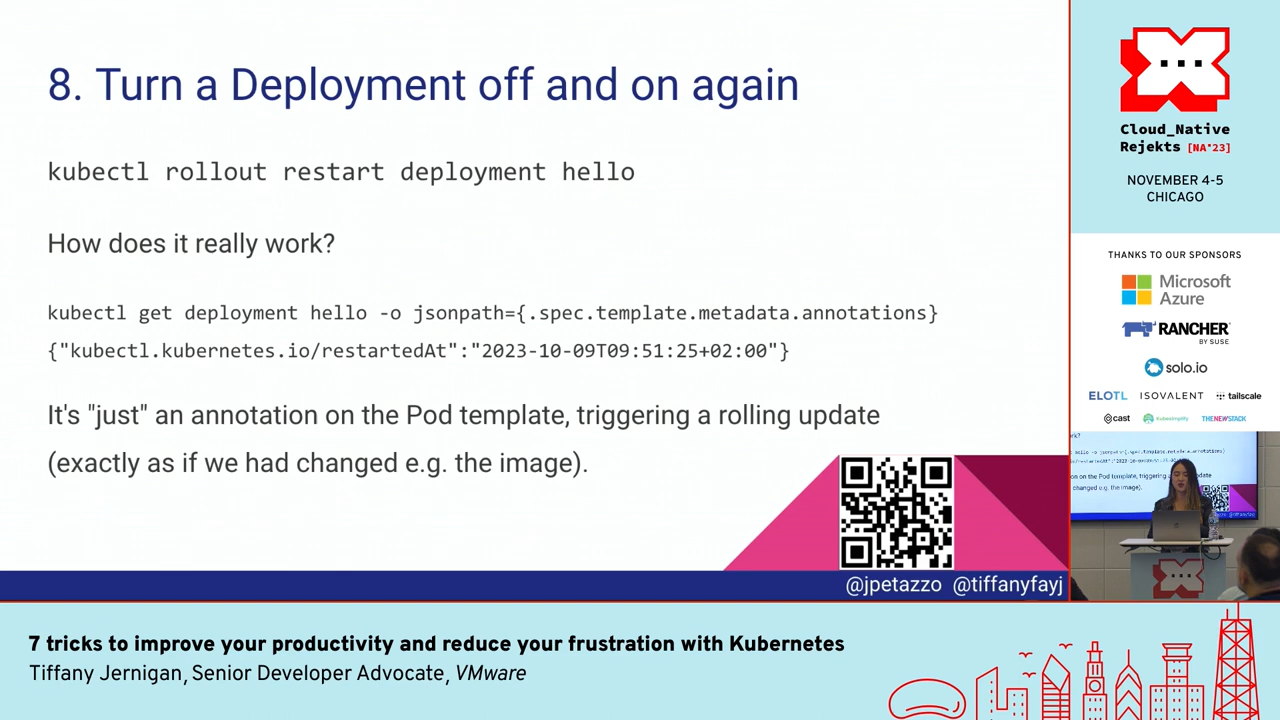 8. Turn a Deployment off and on again
kubectl rollout restart deployment hello
How does it really work?
kubectl get deployment hello -o jsonpath={.spec.template.metadata.annotations}
{"kubectl.kubernetes.io/restartedAt":"2023-10-09T09:51:25+02:00"}
It's "just" an annotation on the Pod template, triggering a rolling update
(exactly as if we had changed e.g. the image).
@jpetazzo @tiffanyfayj
Cloud_Native
Rejekts [NA'23]
NOVEMBER 4-5
CHICAGO
THANKS TO OUR SPONSORS
Microsoft
Azure
RANCHER
BY SUSE
solo.io
ELOTL ISOVALENT tailscale
cast Kubesimplify THENEWSTACK
changed e.g. the image).
7 tricks to improve your productivity and reduce your frustration with Kubernetes
Tiffany Jernigan, Senior Developer Advocate, VMware